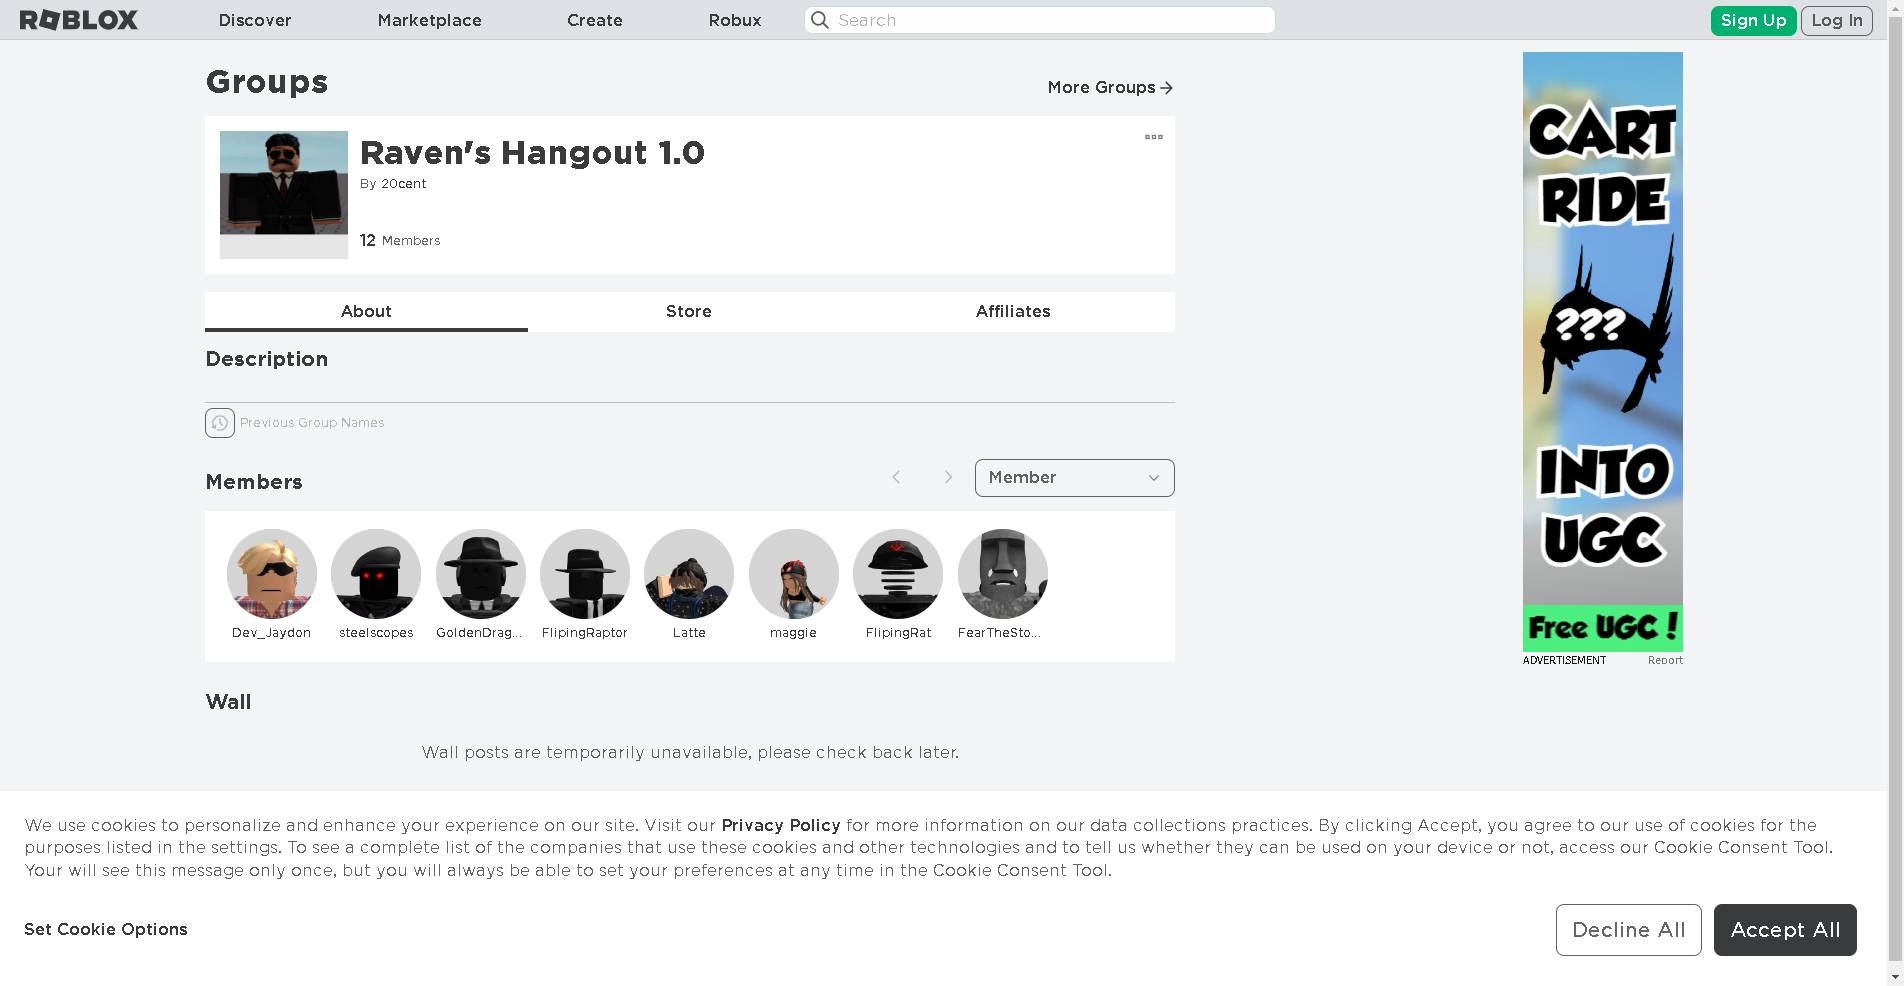 ROBLOX
Discover
Marketplace
Create
Robux
Search
Sign Up
Log In
Groups
More Groups
Raven's Hangout 1.0
By 20cent
12 Members
About
Store
Affiliates
Description
Previous Group Names
Members
Member
Dev_Jaydon
steelscopes
GoldenDrag...
FlipingRaptor
Latte
maggie
FlipingRat
FearTheSto...
Wall
Wall posts are temporarily unavailable, please check back later.
CART
RIDE
???
INTO
UGC
Free UGC !
ADVERTISEMENT
Report
We use cookies to personalize and enhance your experience on our site. Visit our Privacy Policy for more information on our data collections practices. By clicking Accept, you agree to our use of cookies for the
purposes listed in the settings. To see a complete list of the companies that use these cookies and other technologies and to tell us whether they can be used on your device or not, access our Cookie Consent Tool.
Your will see this message only once, but you will always be able to set your preferences at any time in the Cookie Consent Tool.
Set Cookie Options
Decline All
Accept All